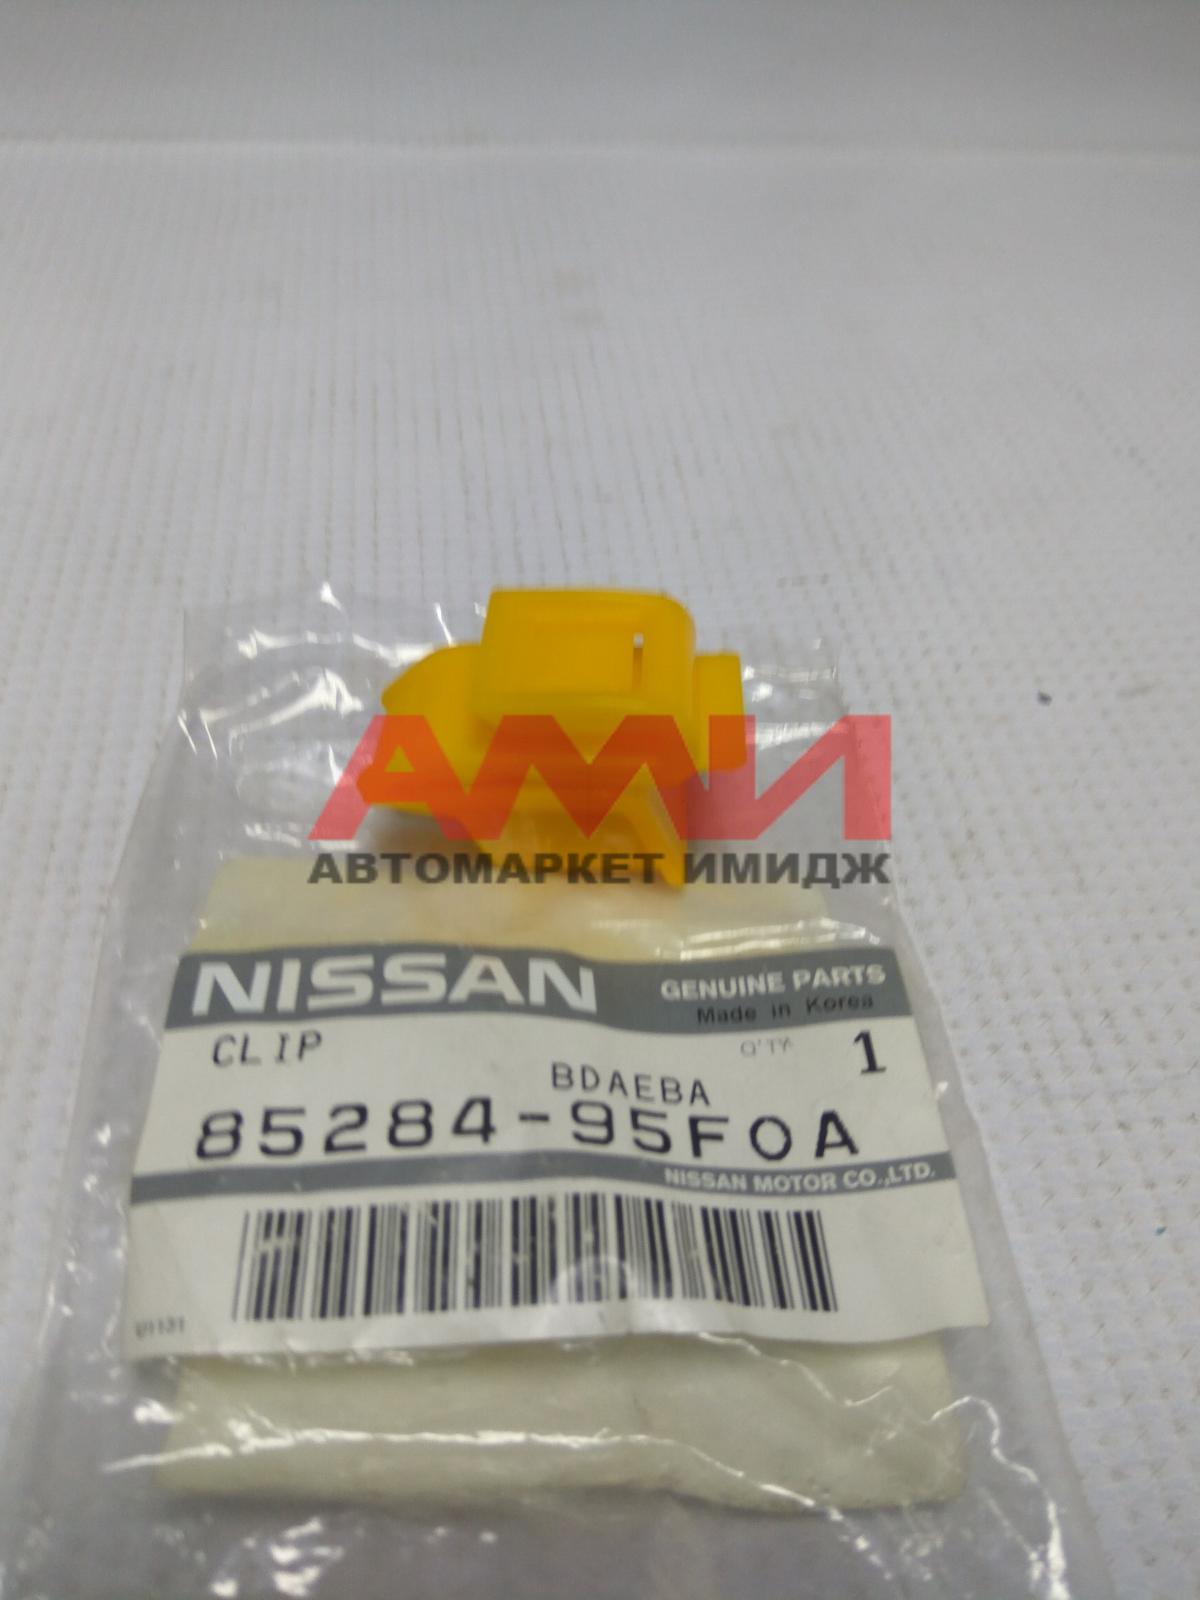 АМИ
АВТОМАРКЕТ ИМИДЖ
NISSAN
GENUINE PARTS
Made in Korea
CLIP
Q'TY
1
BDAEBA
85284-95F0A
NISSAN MOTOR CO.,LTD.